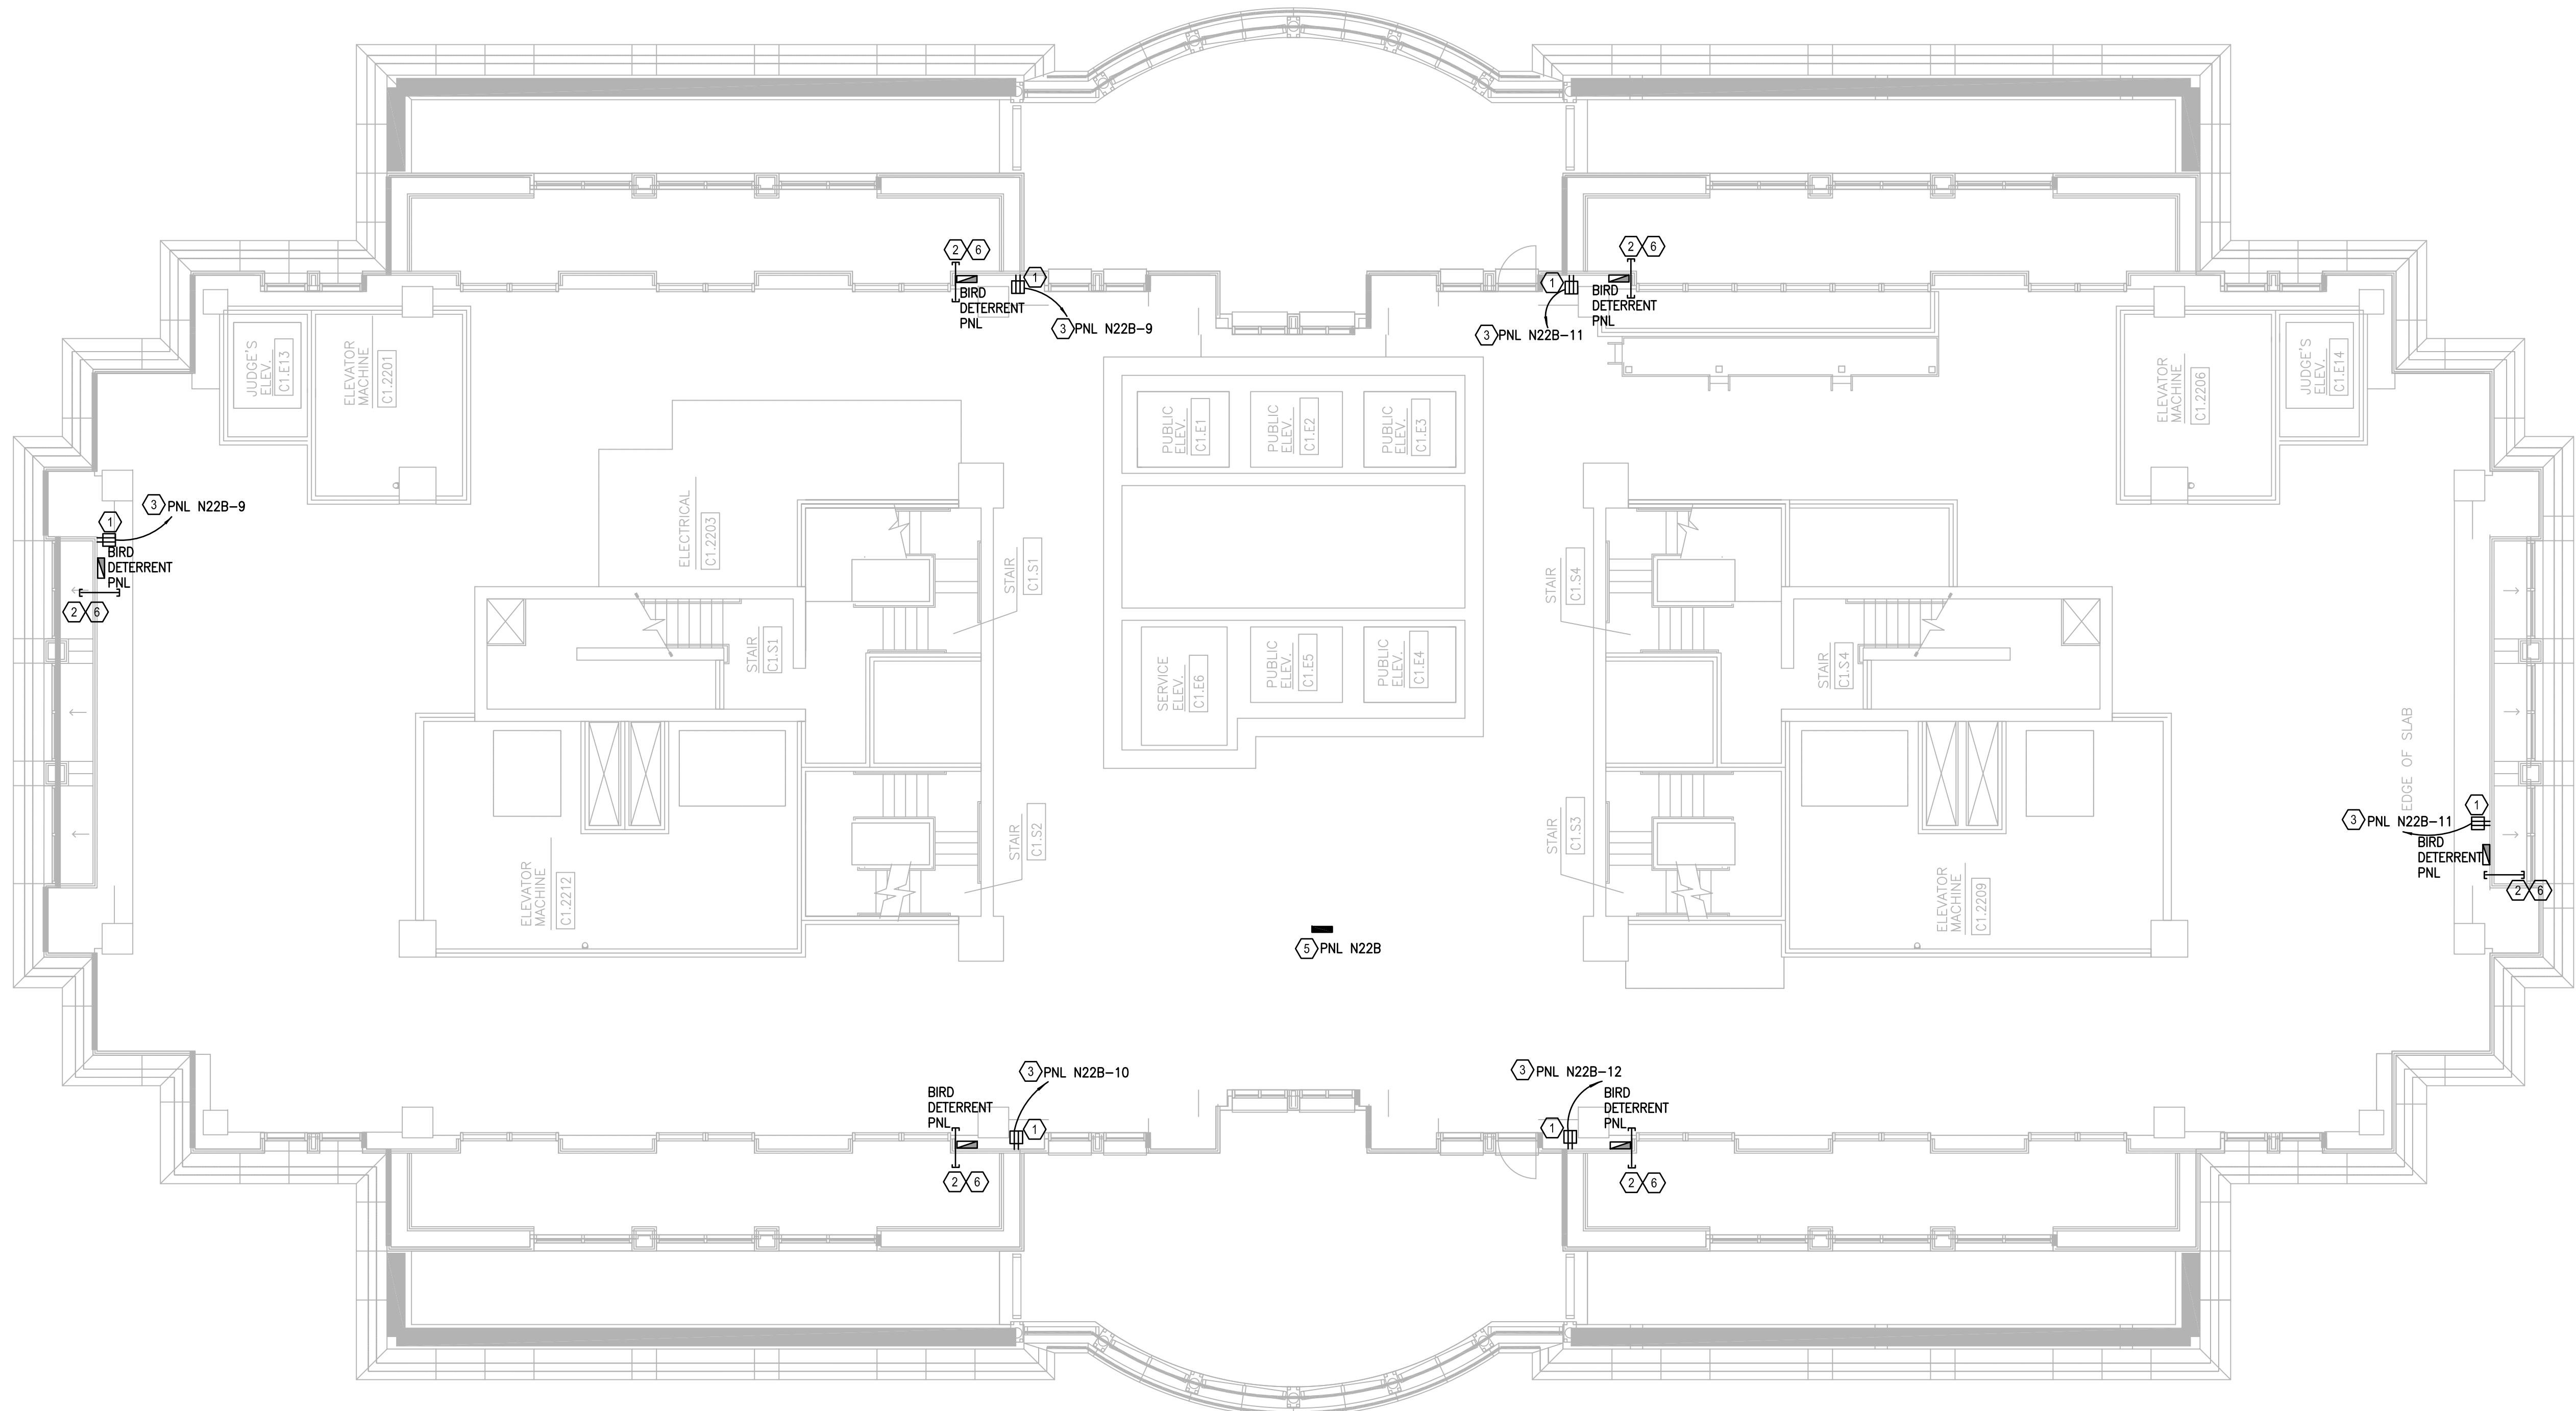 2 6
1
BIRD
DETERRENT
PNL
3 PNL N22B-9
2 6
1
BIRD
DETERRENT
PNL
3 PNL N22B-11
JUDGE'S
ELEV.
C1.E13
ELEVATOR
MACHINE
C1.2201
PUBLIC
ELEV.
C1.E1
PUBLIC
ELEV.
C1.E2
PUBLIC
ELEV.
C1.E3
ELEVATOR
MACHINE
C1.2206
JUDGE'S
ELEV.
C1.E14
3 PNL N22B-9
1
BIRD
DETERRENT
PNL
2 6
ELECTRICAL
C1.2203
STAIR
C1.S1
STAIR
C1.S4
STAIR
C1.S1
SERVICE
ELEV.
C1.E6
PUBLIC
ELEV.
C1.E5
PUBLIC
ELEV.
C1.E4
STAIR
C1.S4
EDGE OF SLAB
ELEVATOR
MACHINE
C1.2212
STAIR
C1.S2
STAIR
C1.S3
ELEVATOR
MACHINE
C1.2209
1
3 PNL N22B-11
BIRD
DETERRENT
PNL
2 6
5 PNL N22B
3 PNL N22B-10
BIRD
DETERRENT
PNL
1
2 6
3 PNL N22B-12
BIRD
DETERRENT
PNL
1
2 6